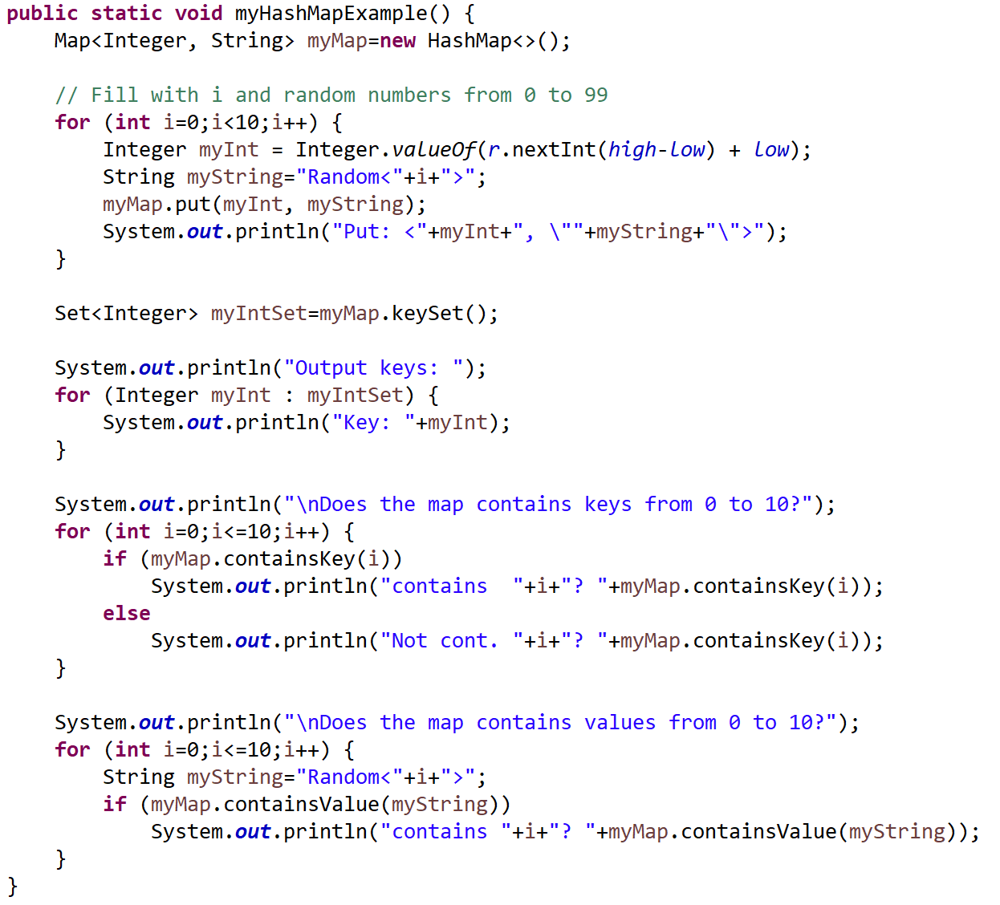 public static void myHashMapExample() {
    Map<Integer, String> myMap=new HashMap<>();

    // Fill with i and random numbers from 0 to 99
    for (int i=0;i<10;i++) {
        Integer myInt = Integer.valueOf(r.nextInt(high-low) + low);
        String myString="Random<"+i+">";
        myMap.put(myInt, myString);
        System.out.println("Put: <"+myInt+", \""+myString+"\">");
    }

    Set<Integer> myIntSet=myMap.keySet();

    System.out.println("Output keys: ");
    for (Integer myInt : myIntSet) {
        System.out.println("Key: "+myInt);
    }

    System.out.println("\nDoes the map contains keys from 0 to 10?");
    for (int i=0;i<=10;i++) {
        if (myMap.containsKey(i))
            System.out.println("contains  "+i+"? "+myMap.containsKey(i));
        else
            System.out.println("Not cont. "+i+"? "+myMap.containsKey(i));
    }

    System.out.println("\nDoes the map contains values from 0 to 10?");
    for (int i=0;i<=10;i++) {
        String myString="Random<"+i+">";
        if (myMap.containsValue(myString))
            System.out.println("contains "+i+"? "+myMap.containsValue(myString));
    }
}